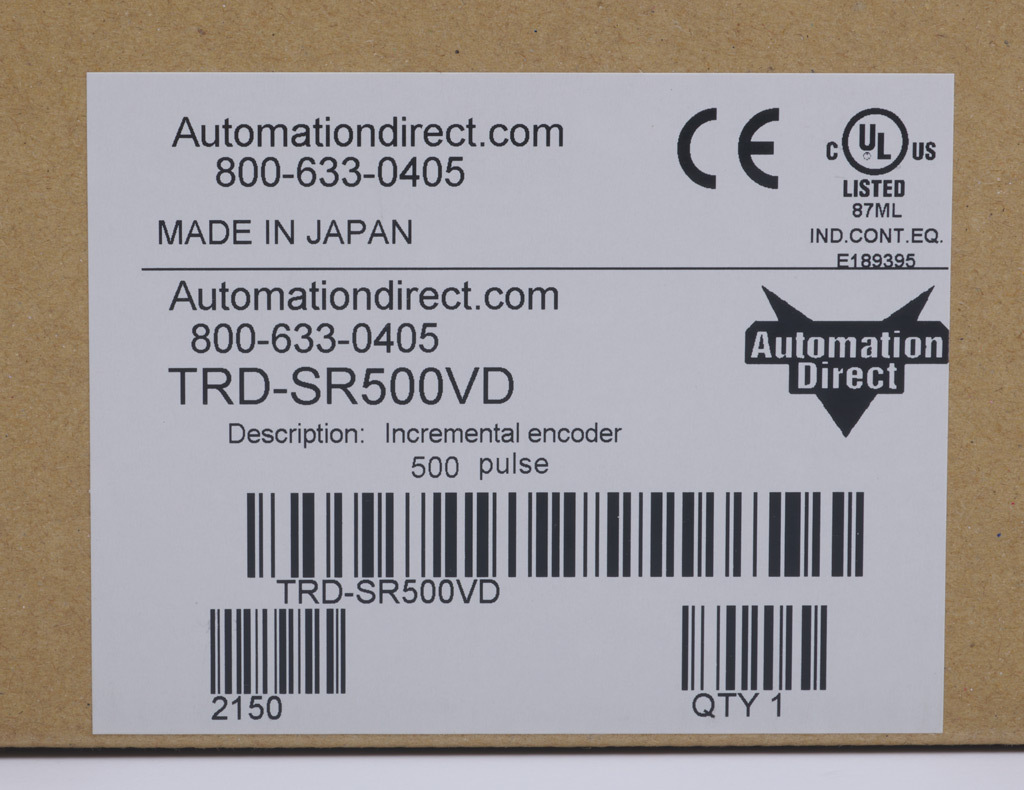 Automationdirect.com
800-633-0405
MADE IN JAPAN
CE
C UL US
LISTED
87ML
IND.CONT.EQ.
E189395
Automationdirect.com
800-633-0405
TRD-SR500VD
Automation
Direct
Description: Incremental encoder
500 pulse
TRD-SR500VD
2150
QTY 1